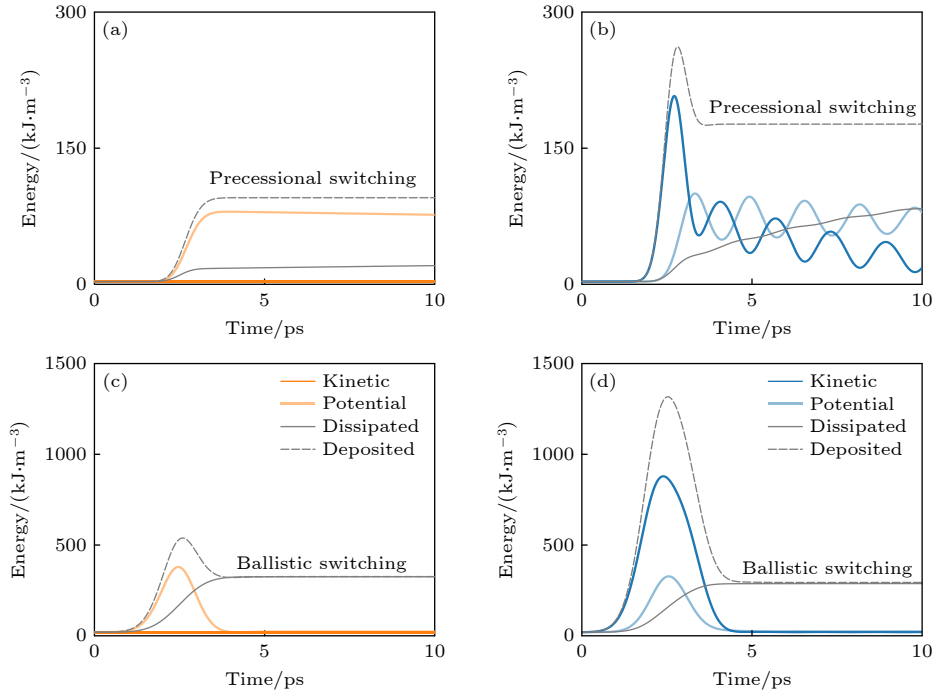 (a)
300
150
0
Energy/(kJ·m⁻³)
Precessional switching
0
5
10
Time/ps
(b)
300
150
0
Energy/(kJ·m⁻³)
Precessional switching
0
5
10
Time/ps
(c)
1500
1000
500
0
Energy/(kJ·m⁻³)
Kinetic
Potential
Dissipated
Deposited
Ballistic switching
0
5
10
Time/ps
(d)
1500
1000
500
0
Energy/(kJ·m⁻³)
Kinetic
Potential
Dissipated
Deposited
Ballistic switching
0
5
10
Time/ps